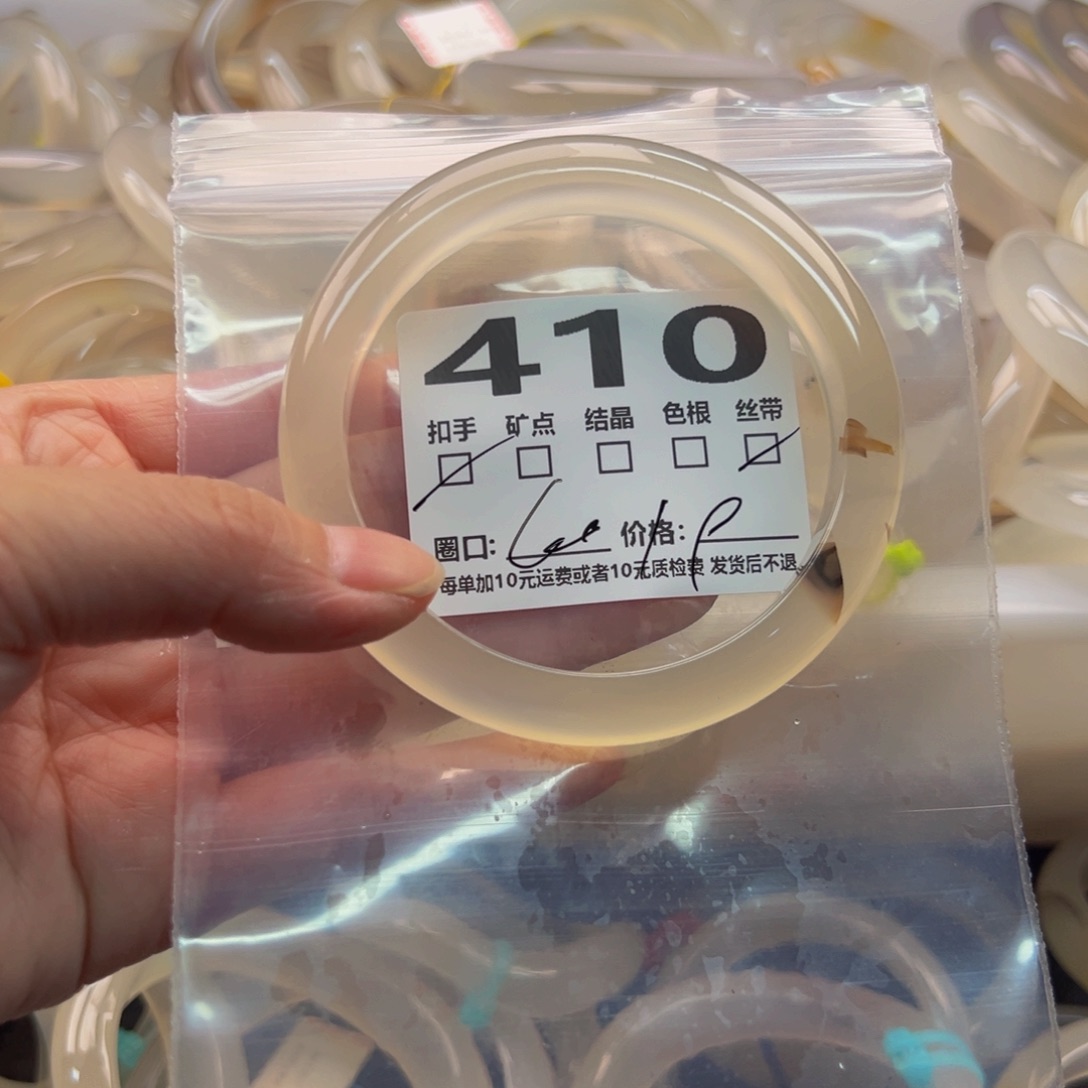 410
扣手 矿点 结晶 色根 丝带
圈口: 价格:
每单加10元运费或者10元质检费 发货后不退